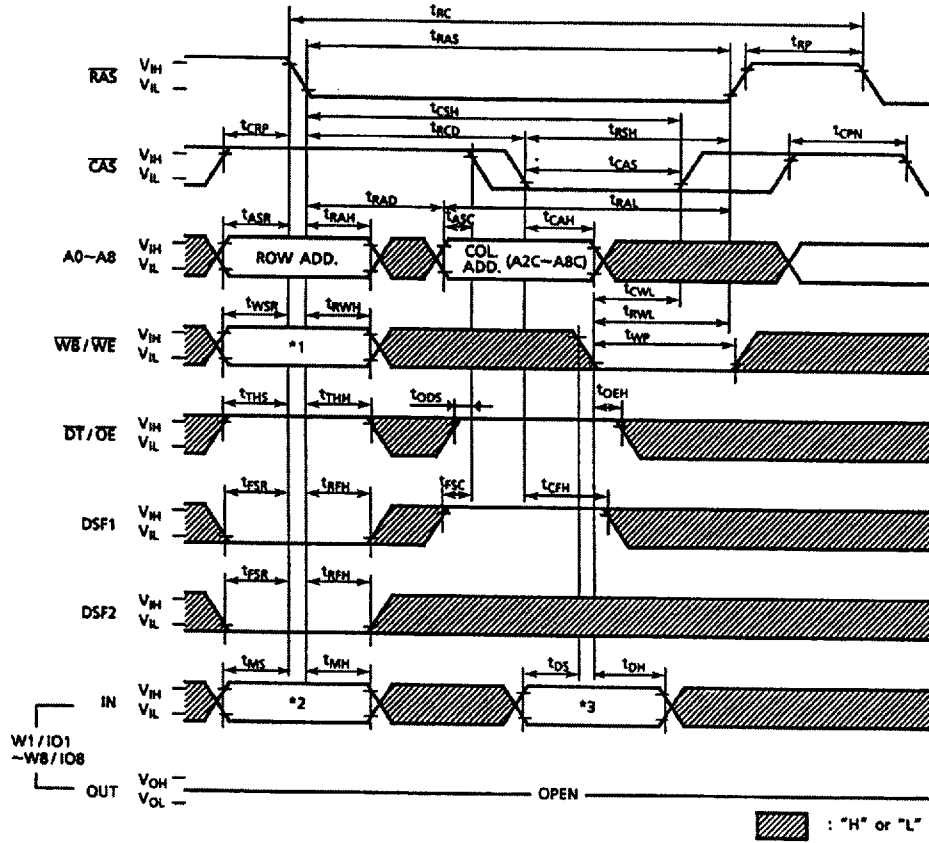 tRC
tRAS
tRP
RAS VIH VIL
tCSH
tCRP tRCD tRSH tCPN
CAS VIH VIL
tCAS
tRAD tRAL
tASR tRAH tASC tCAH
A0~A8 VIH VIL ROW ADD. COL. ADD. (A2C~A8C)
tCWL
tWSR tRWH tRWL
WB/WE VIH VIL *1 tWP
tTHS tTHH tODS tOEH
DT/OE VIH VIL
tFSR tRFH tFSC tCFH
DSF1 VIH VIL
tFSR tRFH
DSF2 VIH VIL
tMS tMH tDS tDH
IN VIH VIL *2 *3
W1/IO1
~W8/IO8
OUT VOH VOL OPEN
: "H" or "L"